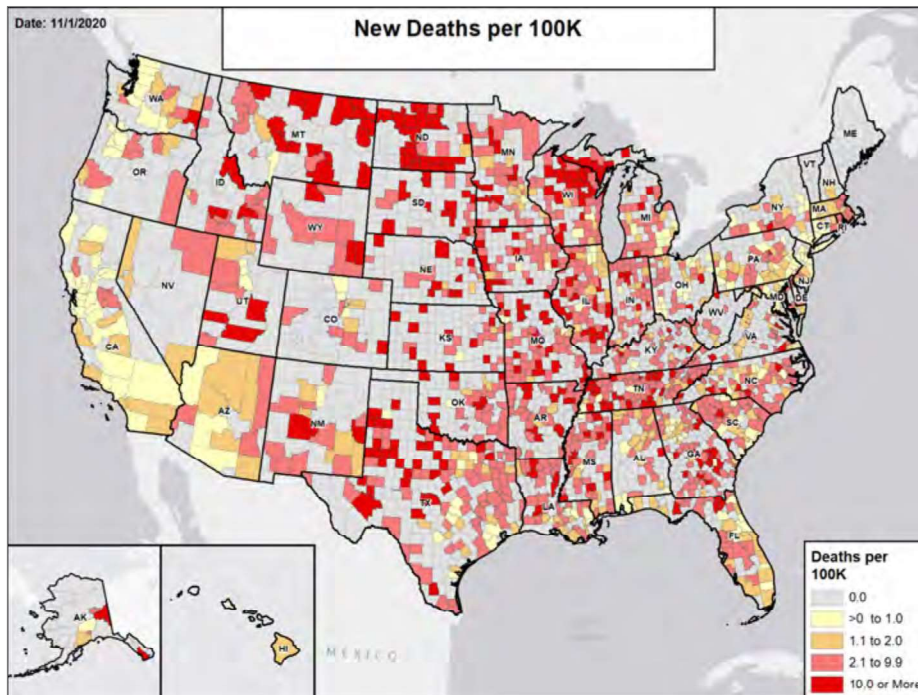 Date: 11/1/2020
New Deaths per 100K
WA
MT
ND
MN
ME
OR
ID
SD
WI
VT
NH
WY
MI
NY
MA
CT
RI
NV
NE
IA
PA
NJ
UT
CO
IL
IN
OH
MD
DE
WV
CA
KS
MO
KY
VA
AZ
NM
OK
AR
TN
NC
SC
MS
AL
GA
TX
LA
FL
AK
HI
MEXICO
Deaths per
100K
0.0
>0 to 1.0
1.1 to 2.0
2.1 to 9.9
10.0 or More